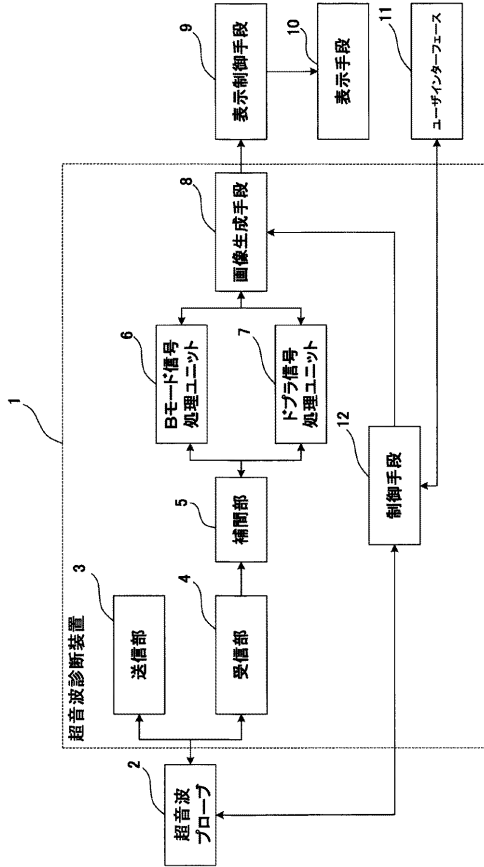 1
超音波診断装置
2
超音波
プローブ
3
送信部
4
受信部
5
補間部
6
Bモード信号
処理ユニット
7
ドプラ信号
処理ユニット
8
画像生成手段
9
表示制御手段
10
表示手段
11
ユーザインターフェース
12
制御手段